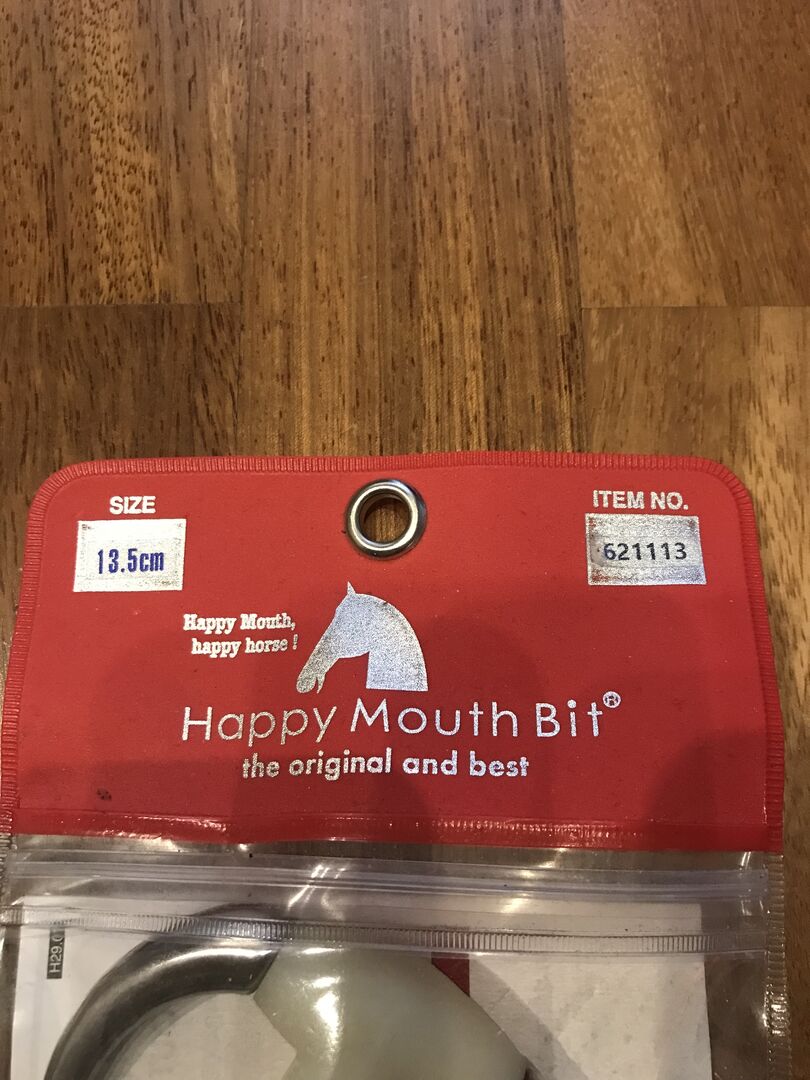 SIZE
13.5cm
ITEM NO.
621113
Happy Mouth,
happy horse !
Happy Mouth Bit®
the original and best